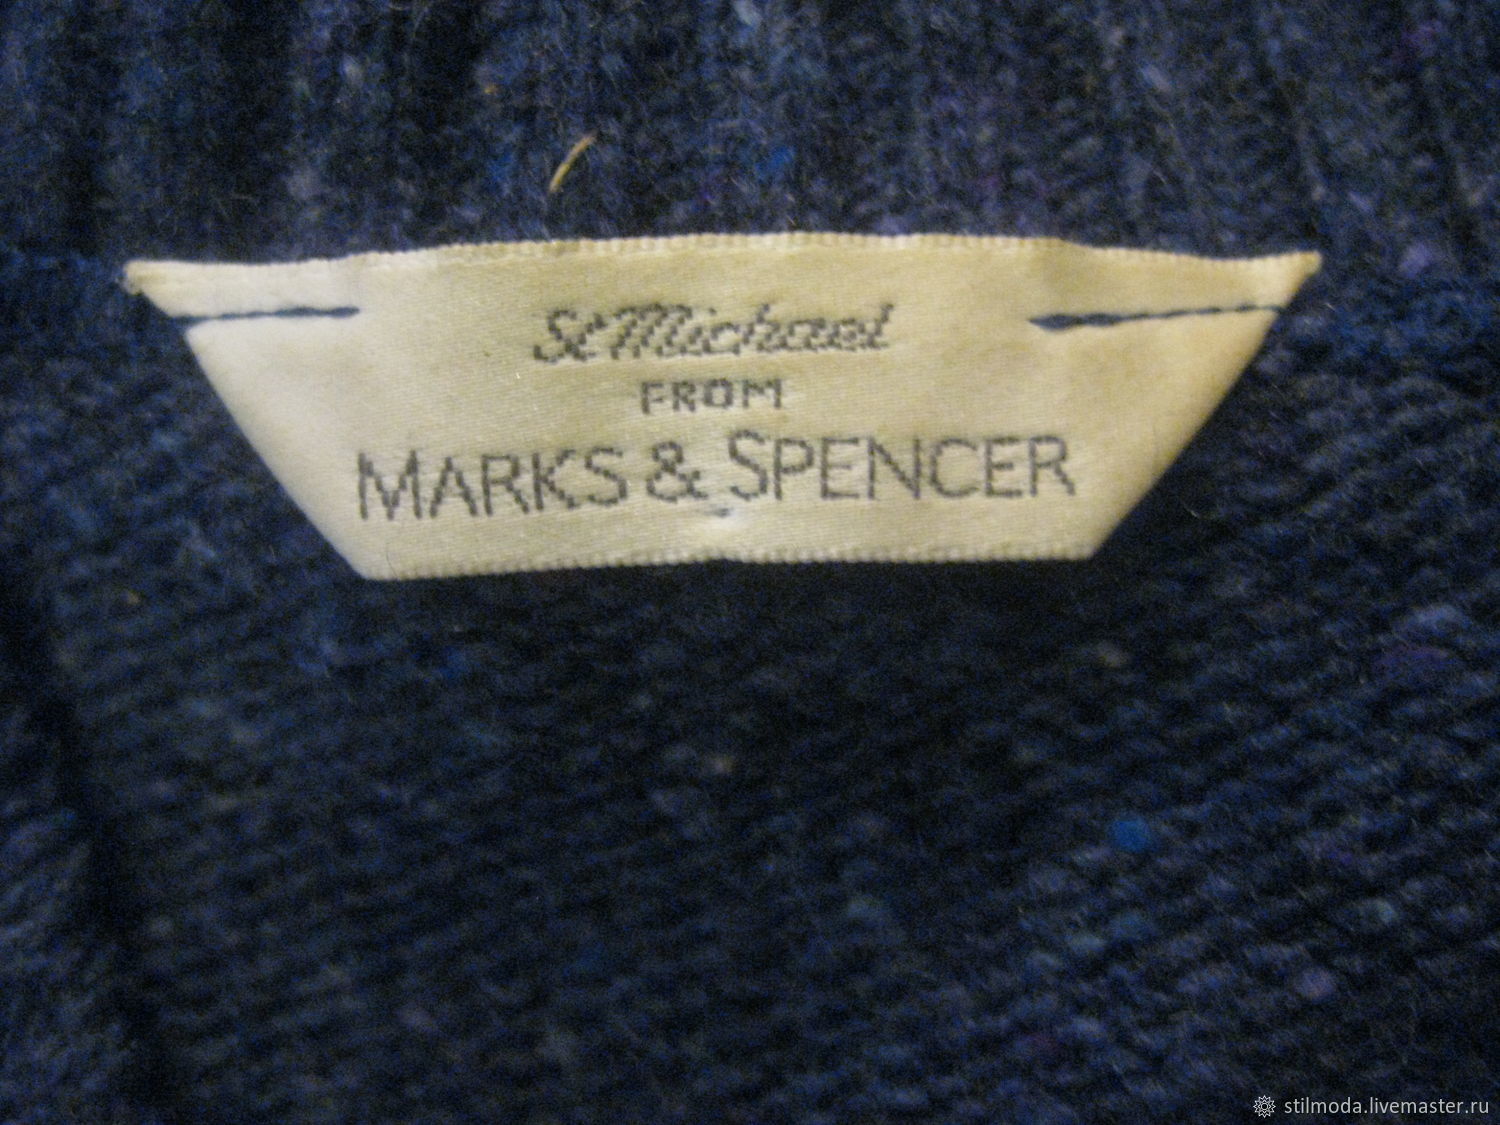 St Michael
FROM
MARKS & SPENCER
stilmoda.livemaster.ru